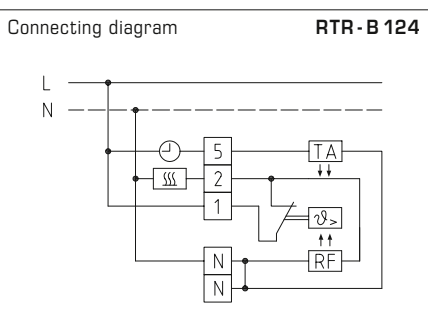 Connecting diagram RTR-B 124
L
N
5 TA
2
1 ϑ>
N RF
N